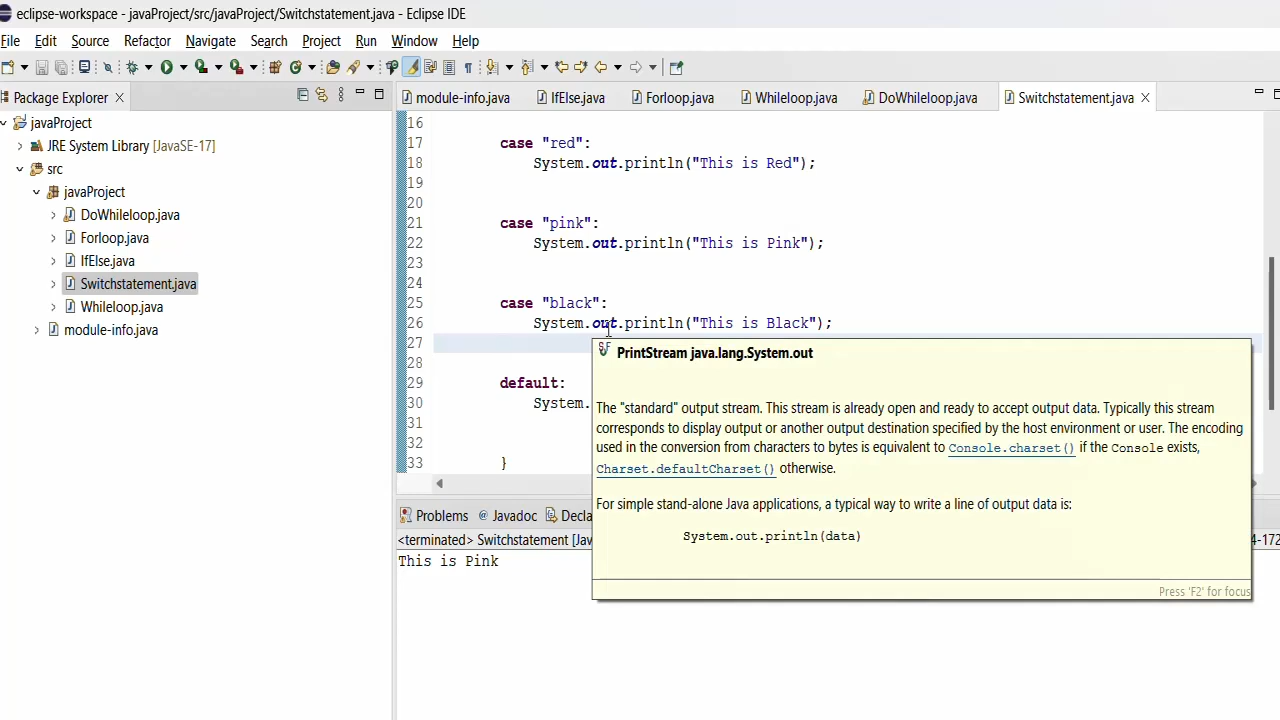 eclipse-workspace - javaProject/src/javaProject/Switchstatement.java - Eclipse IDE
File Edit Source Refactor Navigate Search Project Run Window Help
Package Explorer
module-info.java IfElse.java Forloop.java Whileloop.java DoWhileloop.java Switchstatement.java
javaProject
JRE System Library [JavaSE-17]
src
javaProject
DoWhileloop.java
Forloop.java
IfElse.java
Switchstatement.java
Whileloop.java
module-info.java
16
17 case "red":
18 System.out.println("This is Red");
19
20
21 case "pink":
22 System.out.println("This is Pink");
23
24
25 case "black":
26 System.out.println("This is Black");
27
28
29 default:
30 System.
31
32
33 }
PrintStream java.lang.System.out
The "standard" output stream. This stream is already open and ready to accept output data. Typically this stream
corresponds to display output or another output destination specified by the host environment or user. The encoding
used in the conversion from characters to bytes is equivalent to Console.charset() if the Console exists,
Charset.defaultCharset() otherwise.
For simple stand-alone Java applications, a typical way to write a line of output data is:
System.out.println(data)
Press 'F2' for focus
Problems @ Javadoc Decla
<terminated> Switchstatement [Jav 4-172
This is Pink